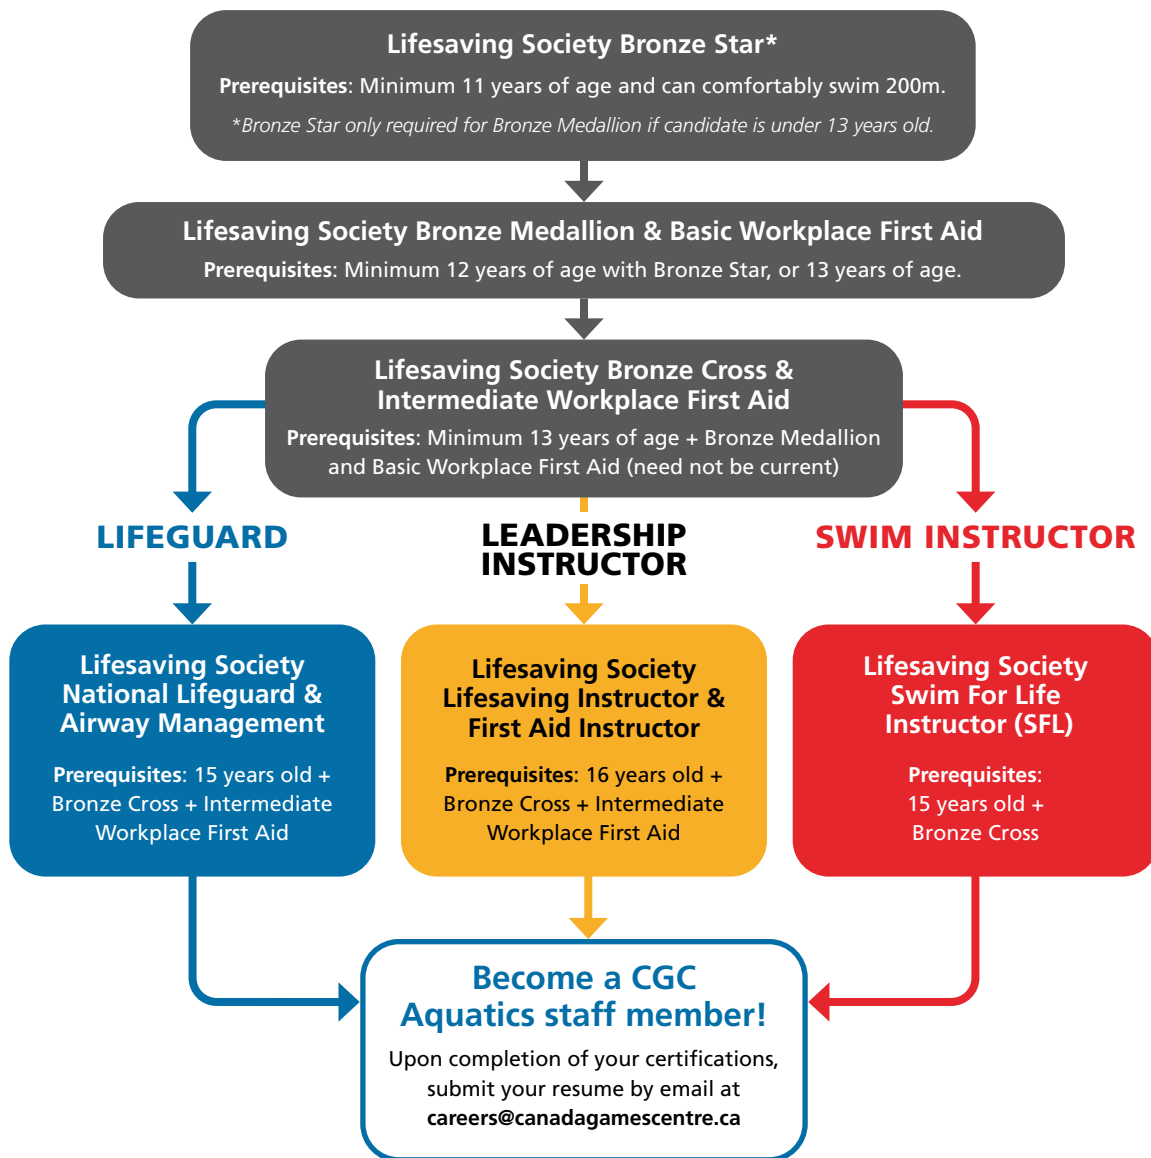 Lifesaving Society Bronze Star*
Prerequisites: Minimum 11 years of age and can comfortably swim 200m.
*Bronze Star only required for Bronze Medallion if candidate is under 13 years old.
Lifesaving Society Bronze Medallion & Basic Workplace First Aid
Prerequisites: Minimum 12 years of age with Bronze Star, or 13 years of age.
Lifesaving Society Bronze Cross &
Intermediate Workplace First Aid
Prerequisites: Minimum 13 years of age + Bronze Medallion
and Basic Workplace First Aid (need not be current)
LIFEGUARD
LEADERSHIP
INSTRUCTOR
SWIM INSTRUCTOR
Lifesaving Society
National Lifeguard &
Airway Management
Prerequisites: 15 years old +
Bronze Cross + Intermediate
Workplace First Aid
Lifesaving Society
Lifesaving Instructor &
First Aid Instructor
Prerequisites: 16 years old +
Bronze Cross + Intermediate
Workplace First Aid
Lifesaving Society
Swim For Life
Instructor (SFL)
Prerequisites:
15 years old +
Bronze Cross
Become a CGC
Aquatics staff member!
Upon completion of your certifications,
submit your resume by email at
careers@canadagamescentre.ca